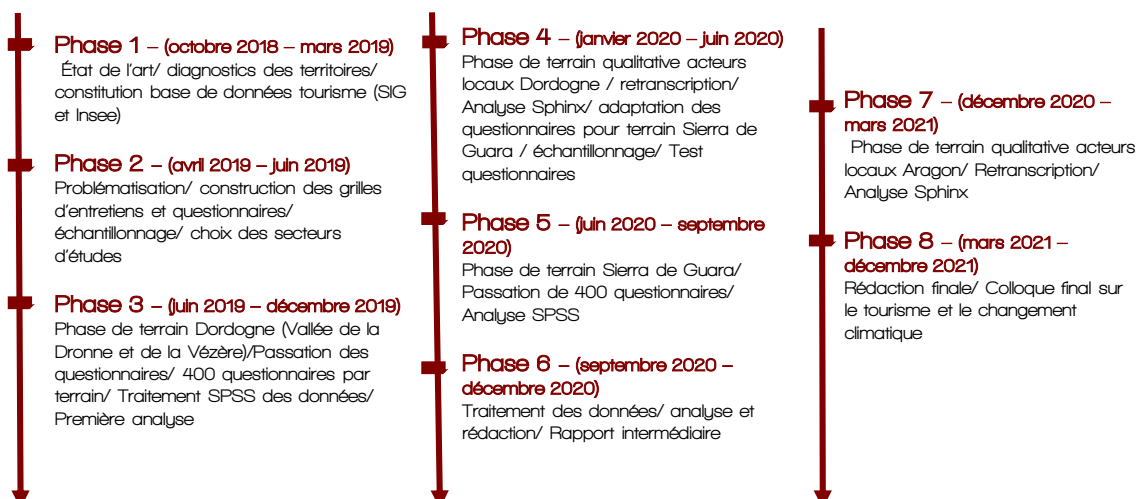 Phase 1 – (octobre 2018 – mars 2019)
État de l'art/ diagnostics des territoires/
constitution base de données tourisme (SIG
et Insee)
Phase 2 – (avril 2019 – juin 2019)
Problématisation/ construction des grilles
d'entretiens et questionnaires/
échantillonnage/ choix des secteurs
d'études
Phase 3 – (juin 2019 – décembre 2019)
Phase de terrain Dordogne (Vallée de la
Dronne et de la Vézère)/Passation des
questionnaires/ 400 questionnaires par
terrain/ Traitement SPSS des données/
Première analyse
Phase 4 – (janvier 2020 – juin 2020)
Phase de terrain qualitative acteurs
locaux Dordogne / retranscription/
Analyse Sphinx/ adaptation des
questionnaires pour terrain Sierra de
Guara / échantillonnage/ Test
questionnaires
Phase 5 – (juin 2020 – septembre
2020)
Phase de terrain Sierra de Guara/
Passation de 400 questionnaires/
Analyse SPSS
Phase 6 – (septembre 2020 –
décembre 2020)
Traitement des données/ analyse et
rédaction/ Rapport intermédiaire
Phase 7 – (décembre 2020 –
mars 2021)
Phase de terrain qualitative acteurs
locaux Aragon/ Retranscription/
Analyse Sphinx
Phase 8 – (mars 2021 –
décembre 2021)
Rédaction finale/ Colloque final sur
le tourisme et le changement
climatique